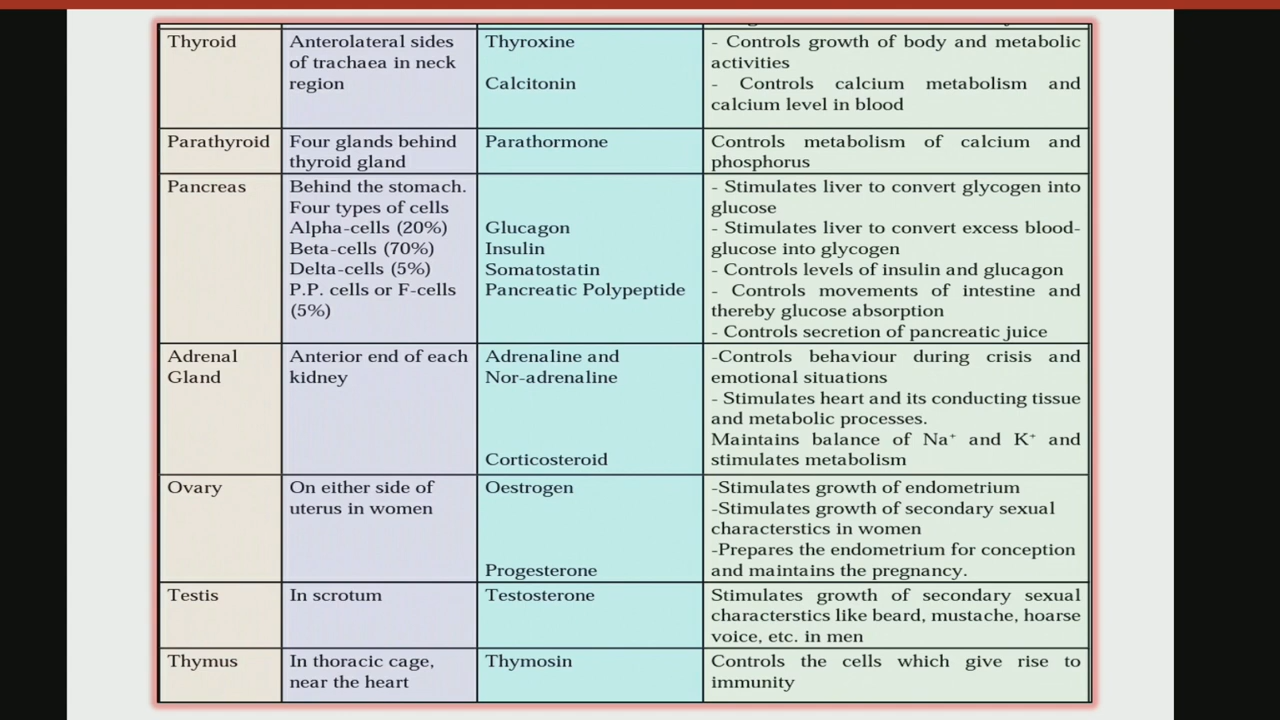 Thyroid
Anterolateral sides
of trachaea in neck
region
Thyroxine
Calcitonin
- Controls growth of body and metabolic
activities
- Controls calcium metabolism and
calcium level in blood
Parathyroid
Four glands behind
thyroid gland
Parathormone
Controls metabolism of calcium and
phosphorus
Pancreas
Behind the stomach.
Four types of cells
Alpha-cells (20%)
Beta-cells (70%)
Delta-cells (5%)
P.P. cells or F-cells
(5%)
Glucagon
Insulin
Somatostatin
Pancreatic Polypeptide
- Stimulates liver to convert glycogen into
glucose
- Stimulates liver to convert excess blood-
glucose into glycogen
- Controls levels of insulin and glucagon
- Controls movements of intestine and
thereby glucose absorption
- Controls secretion of pancreatic juice
Adrenal
Gland
Anterior end of each
kidney
Adrenaline and
Nor-adrenaline
Corticosteroid
-Controls behaviour during crisis and
emotional situations
- Stimulates heart and its conducting tissue
and metabolic processes.
Maintains balance of Na⁺ and K⁺ and
stimulates metabolism
Ovary
On either side of
uterus in women
Oestrogen
Progesterone
-Stimulates growth of endometrium
-Stimulates growth of secondary sexual
characterstics in women
-Prepares the endometrium for conception
and maintains the pregnancy.
Testis
In scrotum
Testosterone
Stimulates growth of secondary sexual
characterstics like beard, mustache, hoarse
voice, etc. in men
Thymus
In thoracic cage,
near the heart
Thymosin
Controls the cells which give rise to
immunity